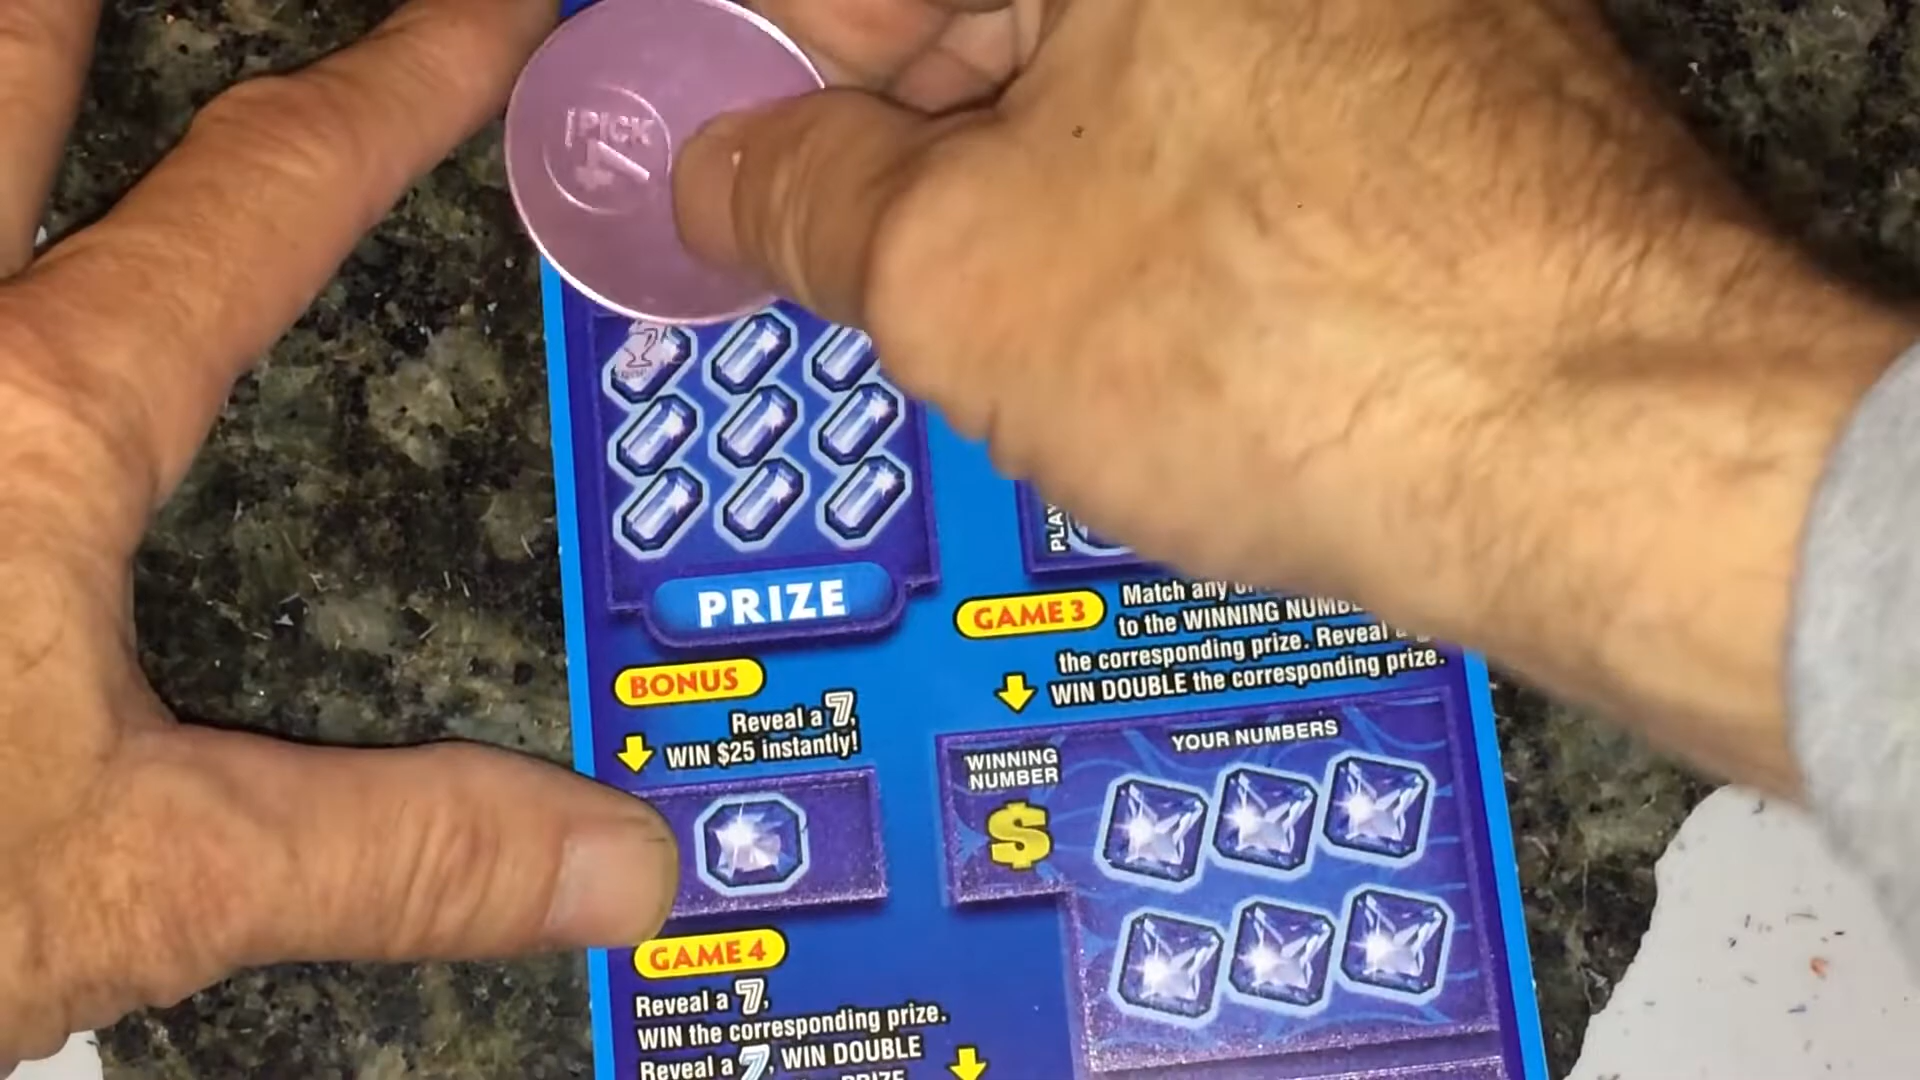 PICK
4
PRIZE
BONUS
Reveal a 7,
WIN $25 instantly!
GAME 4
Reveal a 7,
WIN the corresponding prize.
Reveal a 7, WIN DOUBLE
PRIZE
GAME 3
Match any
to the WINNING
the corresponding prize. Reveal a
WIN DOUBLE the corresponding prize.
WINNING
NUMBER
$
YOUR NUMBERS